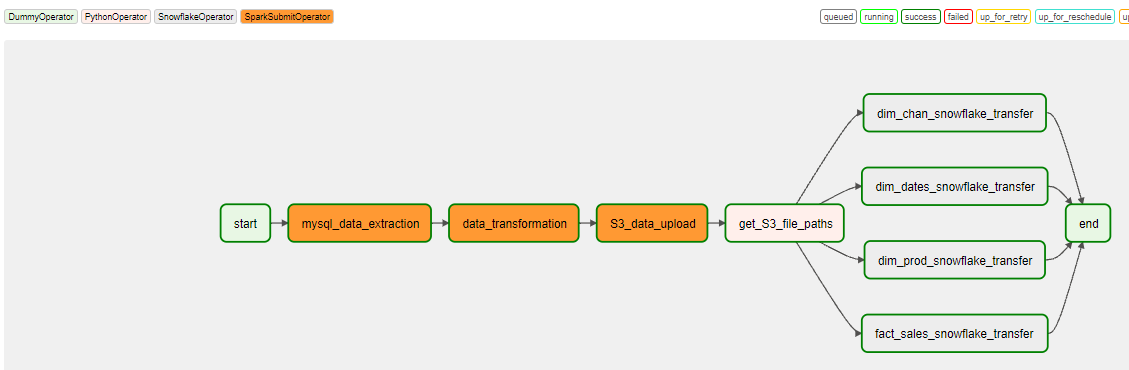 DummyOperator PythonOperator SnowflakeOperator SparkSubmitOperator
queued running success failed up_for_retry up_for_reschedule
dim_chan_snowflake_transfer
dim_dates_snowflake_transfer
start mysql_data_extraction data_transformation S3_data_upload get_S3_file_paths end
dim_prod_snowflake_transfer
fact_sales_snowflake_transfer